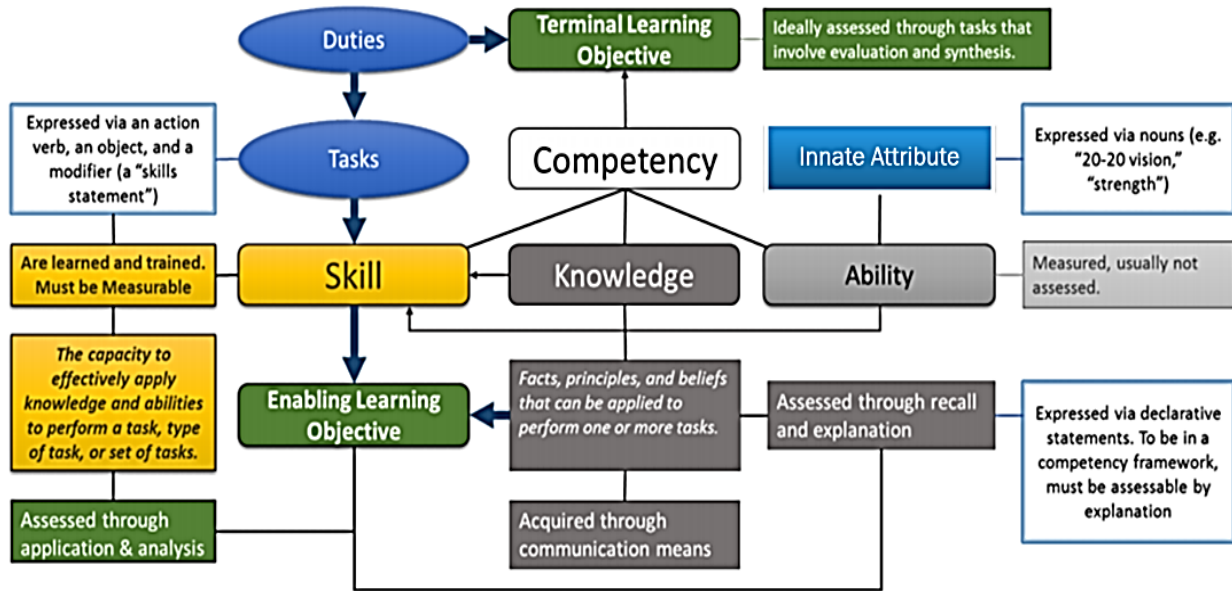 Duties
Terminal Learning
Objective
Ideally assessed through tasks that
involve evaluation and synthesis.
Expressed via an action
verb, an object, and a
modifier (a “skills
statement”)
Tasks
Competency
Innate Attribute
Expressed via nouns (e.g.
“20-20 vision,”
“strength”)
Are learned and trained.
Must be Measurable
Skill
Knowledge
Ability
Measured, usually not
assessed.
The capacity to
effectively apply
knowledge and abilities
to perform a task, type
of task, or set of tasks.
Enabling Learning
Objective
Facts, principles, and beliefs
that can be applied to
perform one or more tasks.
Assessed through recall
and explanation
Expressed via declarative
statements. To be in a
competency framework,
must be assessable by
explanation
Assessed through
application & analysis
Acquired through
communication means